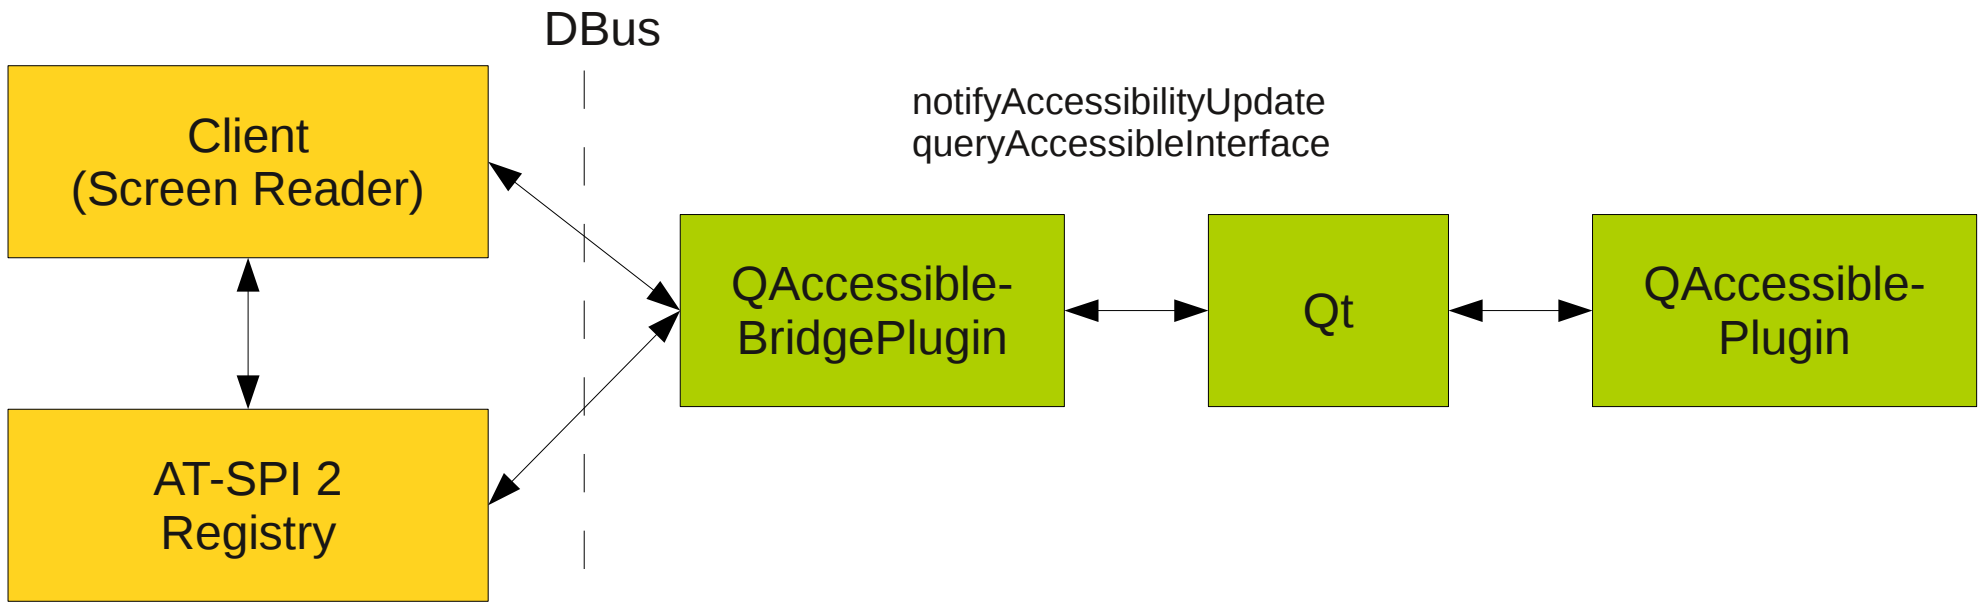 DBus
Client
(Screen Reader)
notifyAccessibilityUpdate
queryAccessibleInterface
QAccessible-
BridgePlugin
Qt
QAccessible-
Plugin
AT-SPI 2
Registry